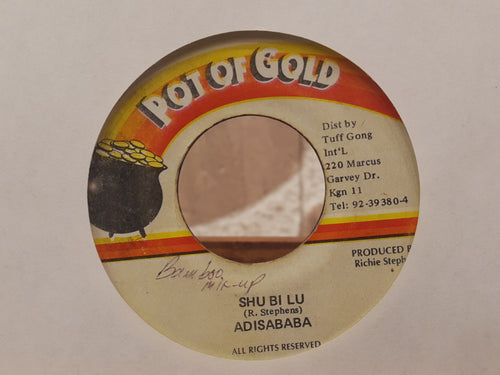 POT OF GOLD
Dist by
Tuff Gong
Int'L
220 Marcus
Garvey Dr.
Kgn 11
Tel: 92-39380-4
PRODUCED
Richie Steph
Bamboo
mix-up
SHU BI LU
(R. Stephens)
ADISABABA
ALL RIGHTS RESERVED